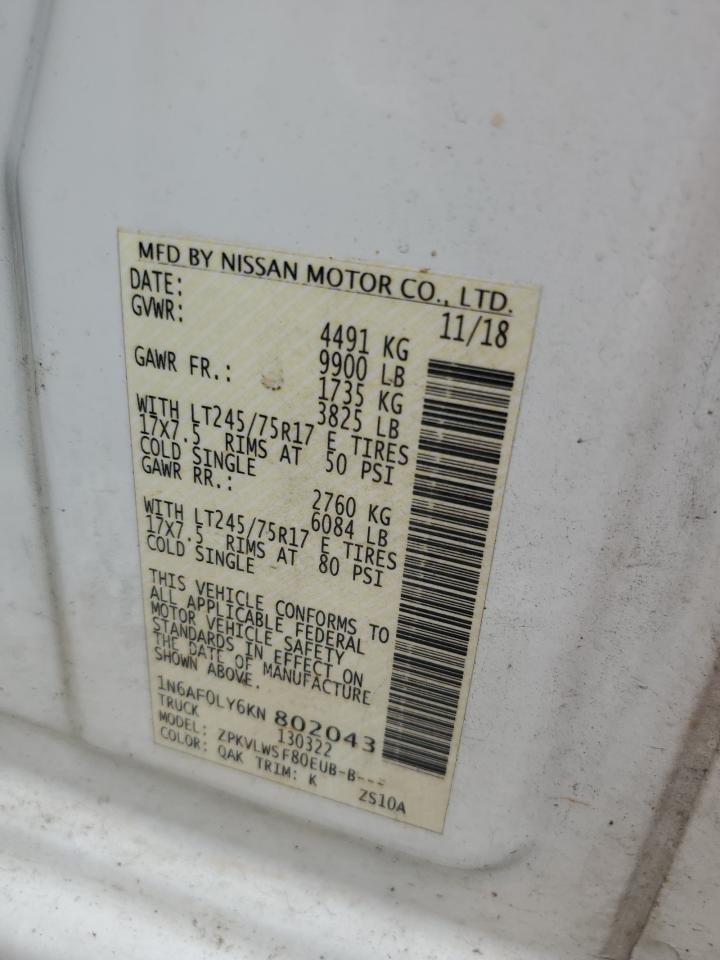 MFD BY NISSAN MOTOR CO., LTD.
DATE: 11/18
GVWR: 4491 KG
9900 LB
GAWR FR.: 1735 KG
3825 LB
WITH LT245/75R17 E TIRES
17X7.5 RIMS AT 50 PSI
COLD SINGLE
GAWR RR.: 2760 KG
6084 LB
WITH LT245/75R17 E TIRES
17X7.5 RIMS AT 80 PSI
COLD SINGLE
THIS VEHICLE CONFORMS TO
ALL APPLICABLE FEDERAL
MOTOR VEHICLE SAFETY
STANDARDS IN EFFECT ON
THE DATE OF MANUFACTURE
SHOWN ABOVE.
1N6AF0LY6KN 802043
TRUCK 130322
MODEL: ZPKVLWSF80EUB-B---
COLOR: QAK TRIM: K ZS10A